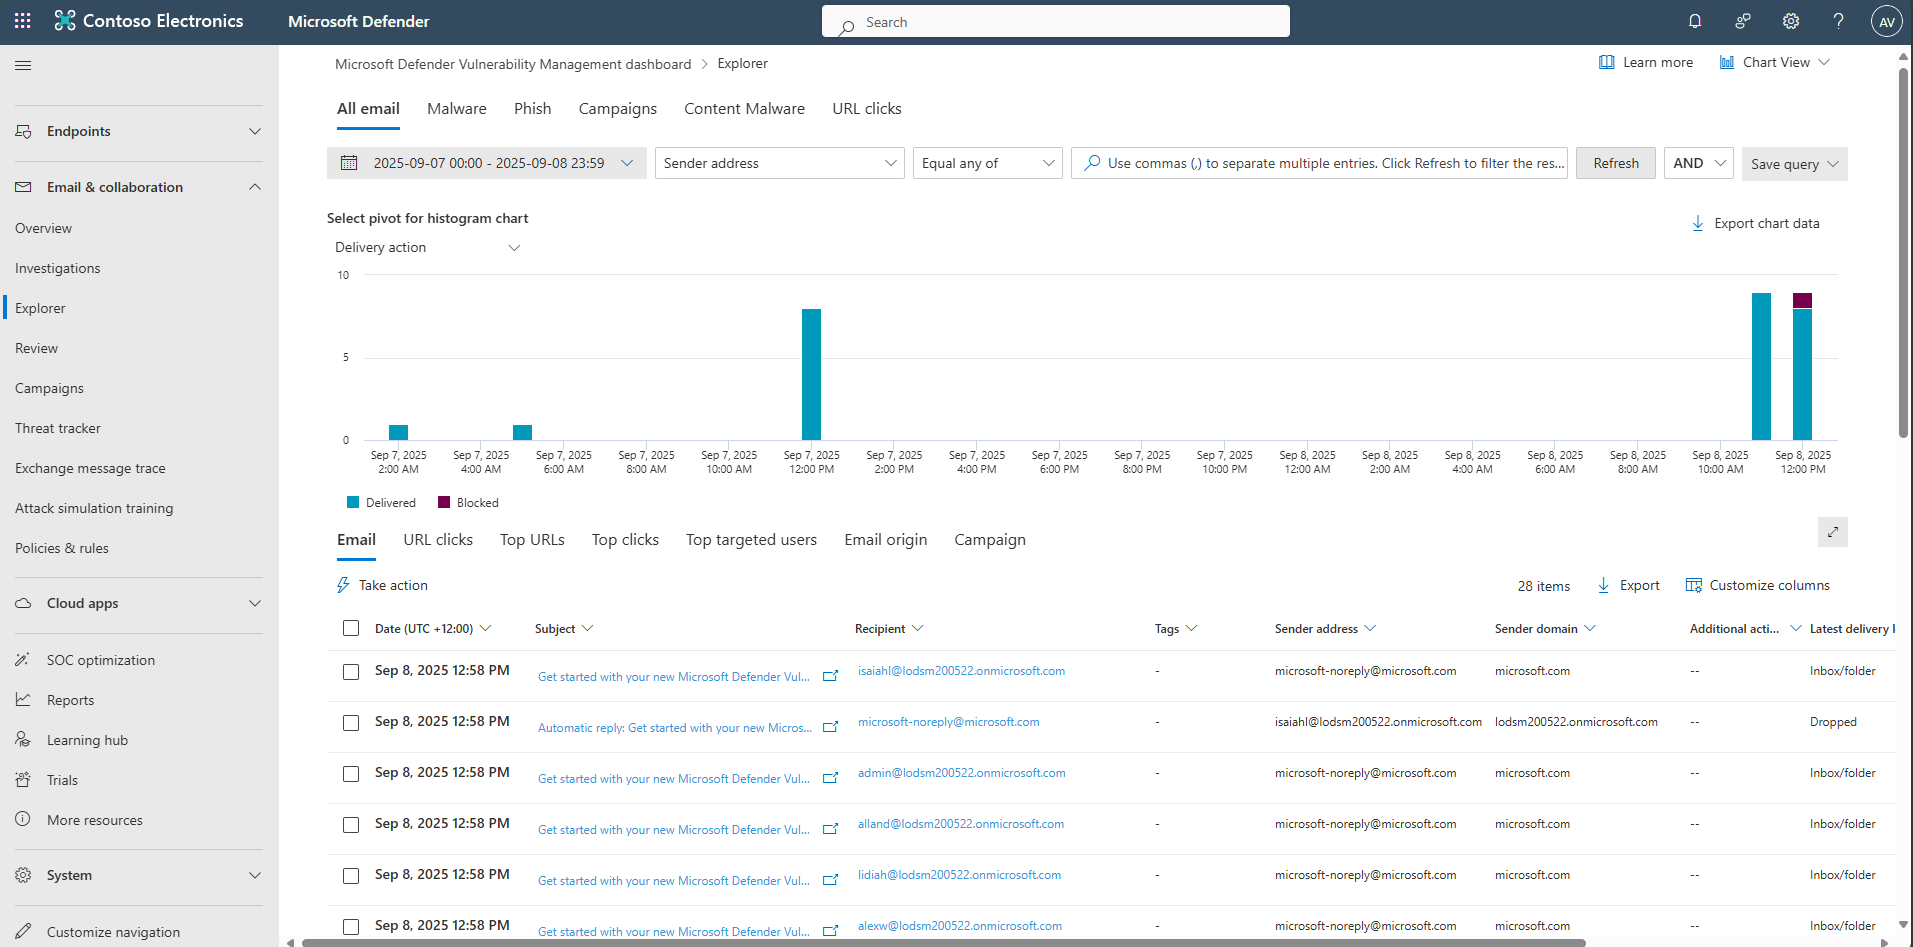 Contoso Electronics
Microsoft Defender
Search
AV
Endpoints
Email & collaboration
Overview
Investigations
Explorer
Review
Campaigns
Threat tracker
Exchange message trace
Attack simulation training
Policies & rules
Cloud apps
SOC optimization
Reports
Learning hub
Trials
More resources
System
Customize navigation
Microsoft Defender Vulnerability Management dashboard > Explorer
Learn more
Chart View
All email Malware Phish Campaigns Content Malware URL clicks
2025-09-07 00:00 - 2025-09-08 23:59 Sender address Equal any of Use commas (,) to separate multiple entries. Click Refresh to filter the res... Refresh AND Save query
Select pivot for histogram chart
Export chart data
Delivery action
10
5
0
Sep 7, 2025 Sep 7, 2025 Sep 7, 2025 Sep 7, 2025 Sep 7, 2025 Sep 7, 2025 Sep 7, 2025 Sep 7, 2025 Sep 7, 2025 Sep 7, 2025 Sep 7, 2025 Sep 8, 2025 Sep 8, 2025 Sep 8, 2025 Sep 8, 2025 Sep 8, 2025 Sep 8, 2025 Sep 8, 2025
2:00 AM 4:00 AM 6:00 AM 8:00 AM 10:00 AM 12:00 PM 2:00 PM 4:00 PM 6:00 PM 8:00 PM 10:00 PM 12:00 AM 2:00 AM 4:00 AM 6:00 AM 8:00 AM 10:00 AM 12:00 PM
Delivered Blocked
Email URL clicks Top URLs Top clicks Top targeted users Email origin Campaign
Take action 28 items Export Customize columns
Date (UTC +12:00) Subject Recipient Tags Sender address Sender domain Additional acti... Latest delivery l
Sep 8, 2025 12:58 PM Get started with your new Microsoft Defender Vul... isaiahl@lodsm200522.onmicrosoft.com - microsoft-noreply@microsoft.com microsoft.com -- Inbox/folder
Sep 8, 2025 12:58 PM Automatic reply: Get started with your new Micros... microsoft-noreply@microsoft.com - isaiahl@lodsm200522.onmicrosoft.com lodsm200522.onmicrosoft.com -- Dropped
Sep 8, 2025 12:58 PM Get started with your new Microsoft Defender Vul... admin@lodsm200522.onmicrosoft.com - microsoft-noreply@microsoft.com microsoft.com -- Inbox/folder
Sep 8, 2025 12:58 PM Get started with your new Microsoft Defender Vul... alland@lodsm200522.onmicrosoft.com - microsoft-noreply@microsoft.com microsoft.com -- Inbox/folder
Sep 8, 2025 12:58 PM Get started with your new Microsoft Defender Vul... lidiah@lodsm200522.onmicrosoft.com - microsoft-noreply@microsoft.com microsoft.com -- Inbox/folder
Sep 8, 2025 12:58 PM Get started with your new Microsoft Defender Vul... alexw@lodsm200522.onmicrosoft.com - microsoft-noreply@microsoft.com microsoft.com -- Inbox/folder